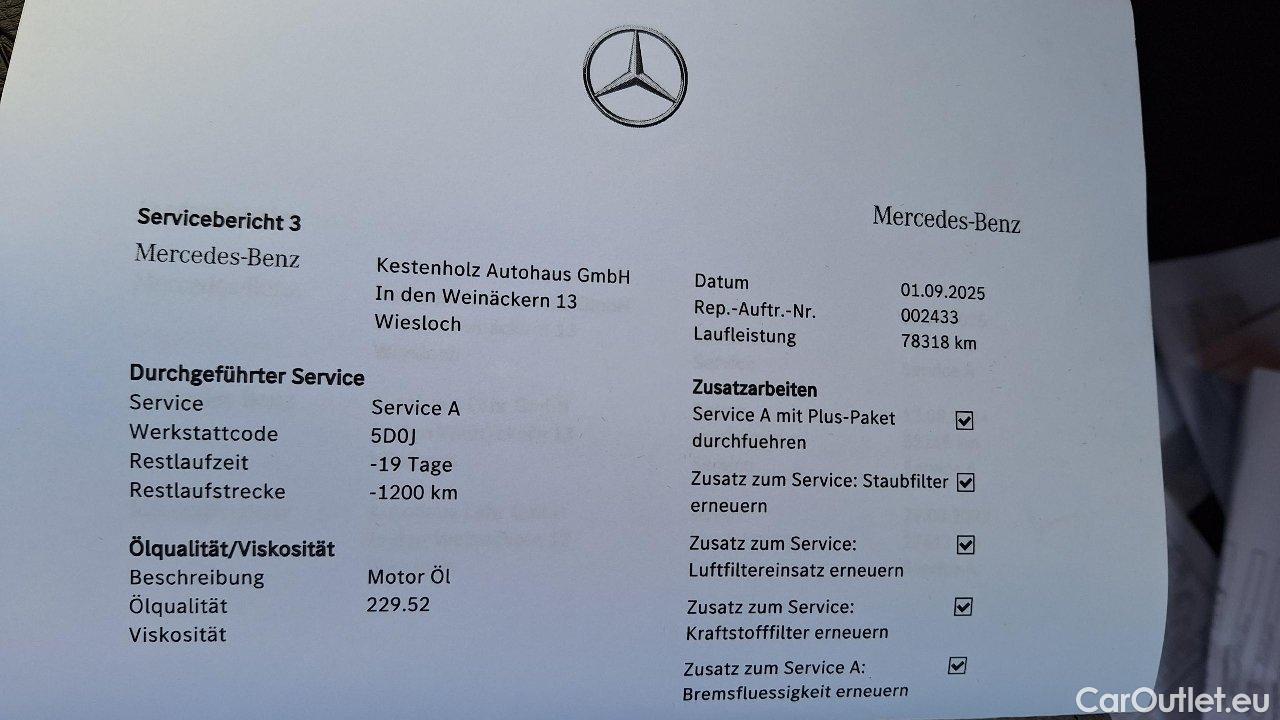 Servicebericht 3
Mercedes-Benz
Mercedes-Benz
Kestenholz Autohaus GmbH
In den Weinäckern 13
Wiesloch
Datum 01.09.2025
Rep.-Auftr.-Nr. 002433
Laufleistung 78318 km
Durchgeführter Service
Service Service A
Werkstattcode 5D0J
Restlaufzeit -19 Tage
Restlaufstrecke -1200 km
Ölqualität/Viskosität
Beschreibung Motor Öl
Ölqualität 229.52
Viskosität
Zusatzarbeiten
Service A mit Plus-Paket
durchfuehren
Zusatz zum Service: Staubfilter
erneuern
Zusatz zum Service:
Luftfiltereinsatz erneuern
Zusatz zum Service:
Kraftstofffilter erneuern
Zusatz zum Service A:
Bremsfluessigkeit erneuern
CarOutlet.eu